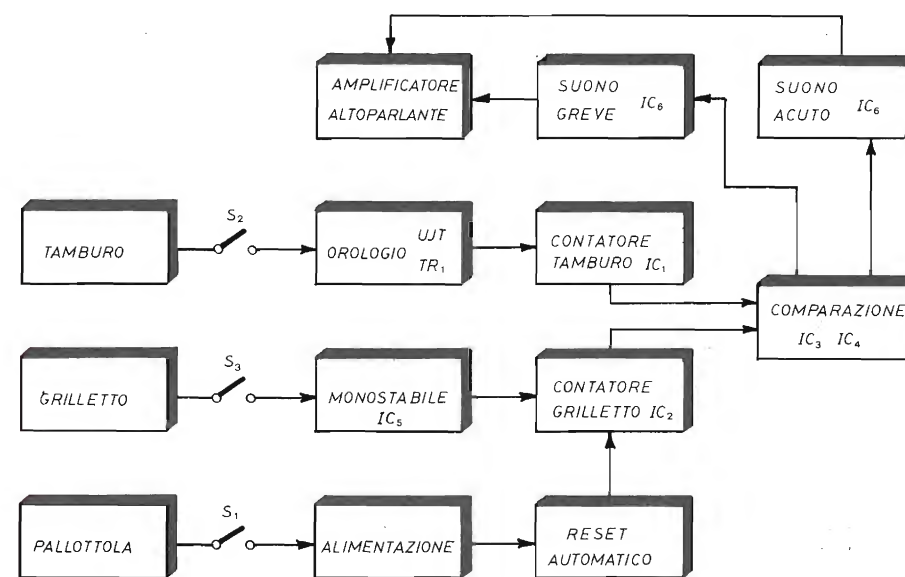 AMPLIFICATORE
ALTOPARLANTE
SUONO
GREVE IC₆
SUONO
ACUTO IC₆
TAMBURO
S₂
OROLOGIO UJT
TR₁
CONTATORE
TAMBURO IC₁
COMPARAZIONE
IC₃ IC₄
GRILLETTO
S₃
MONOSTABILE
IC₅
CONTATORE
GRILLETTO IC₂
PALLOTTOLA
S₁
ALIMENTAZIONE
RESET
AUTOMATICO